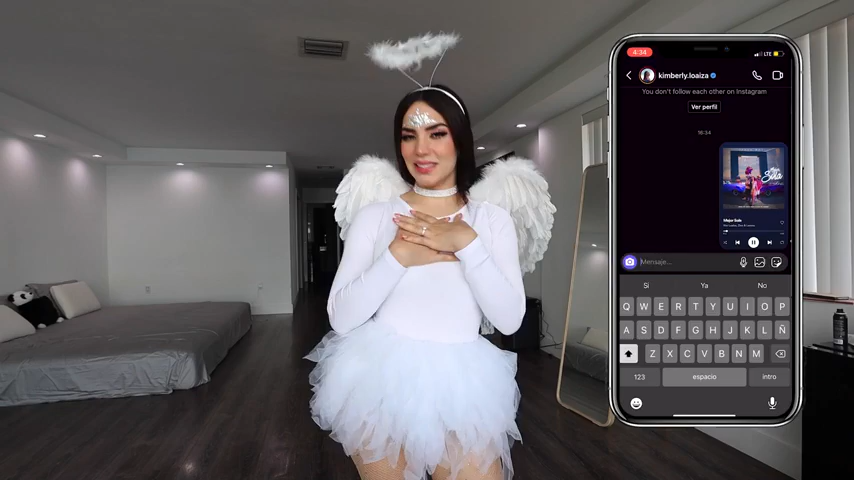 4:34
LTE
kimberly.loaiza
You don't follow each other on Instagram
Ver perfil
16:34
Mejor Sola
Mensaje...
Si Ya No
Q W E R T Y U I O P
A S D F G H J K L Ñ
Z X C V B N M
123 espacio intro